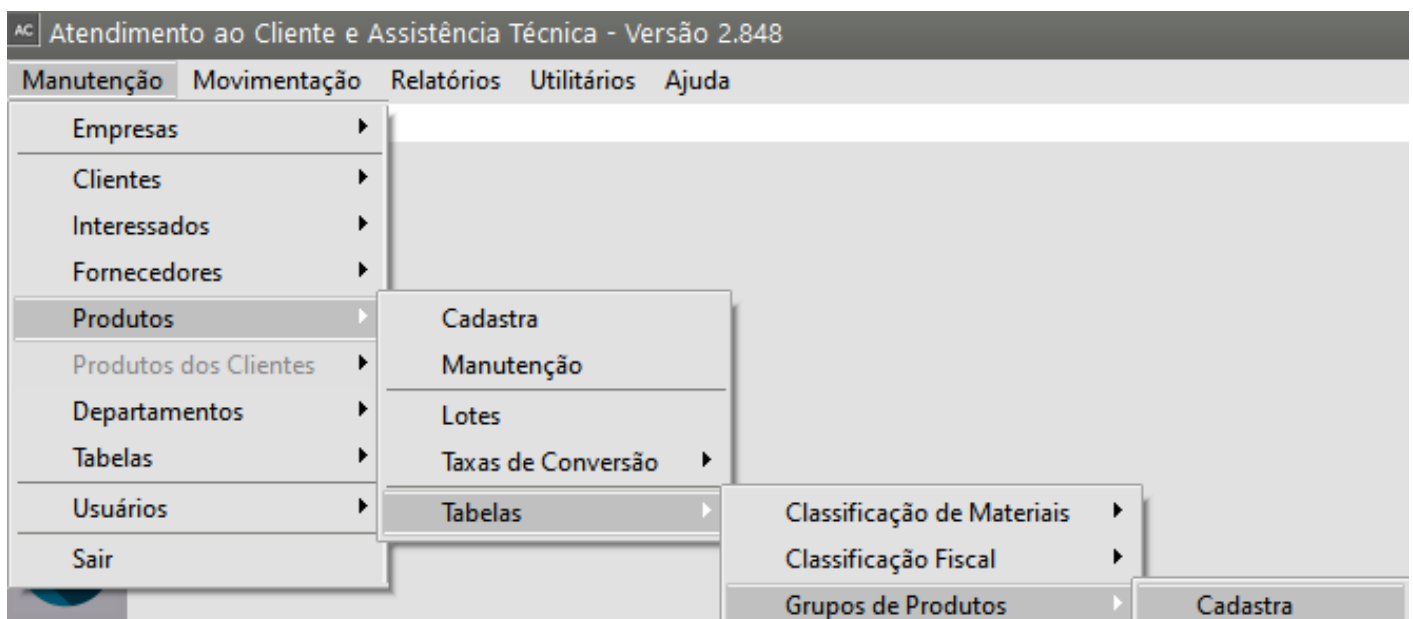 AC Atendimento ao Cliente e Assistência Técnica - Versão 2.848
Manutenção Movimentação Relatórios Utilitários Ajuda
Empresas
Clientes
Interessados
Fornecedores
Produtos
Produtos dos Clientes
Departamentos
Tabelas
Usuários
Sair
Cadastra
Manutenção
Lotes
Taxas de Conversão
Tabelas
Classificação de Materiais
Classificação Fiscal
Grupos de Produtos
Cadastra